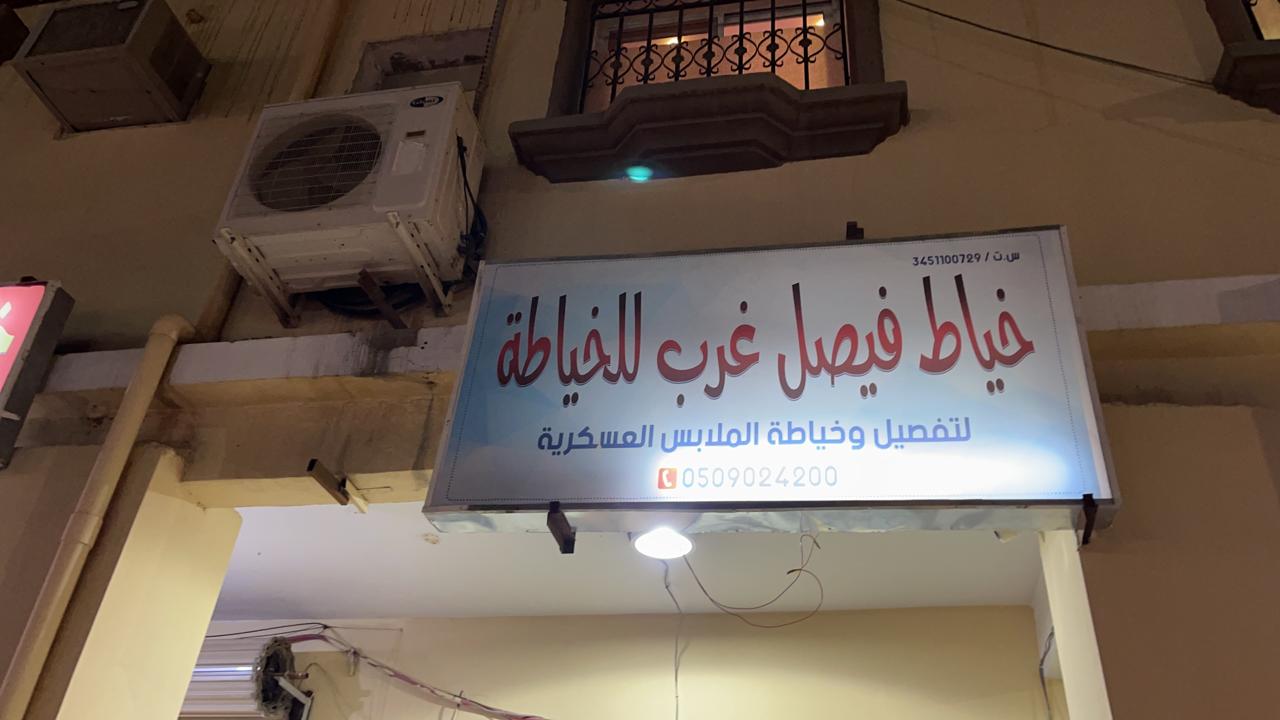 س.ت / 3451100729
خياط فيصل غرب للخياطة
لتفصيل وخياطة الملابس العسكرية
0509024200